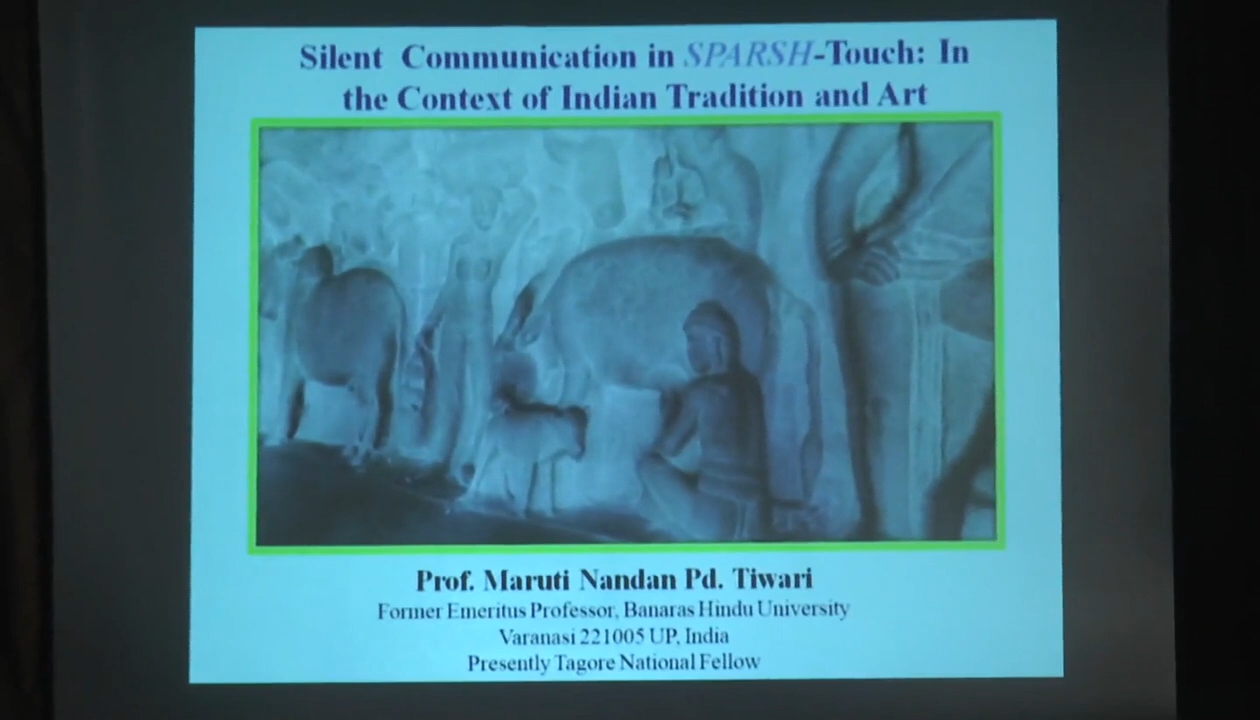 Silent Communication in SPARSH-Touch: In
the Context of Indian Tradition and Art
Prof. Maruti Nandan Pd. Tiwari
Former Emeritus Professor, Banaras Hindu University
Varanasi 221005 UP, India
Presently Tagore National Fellow